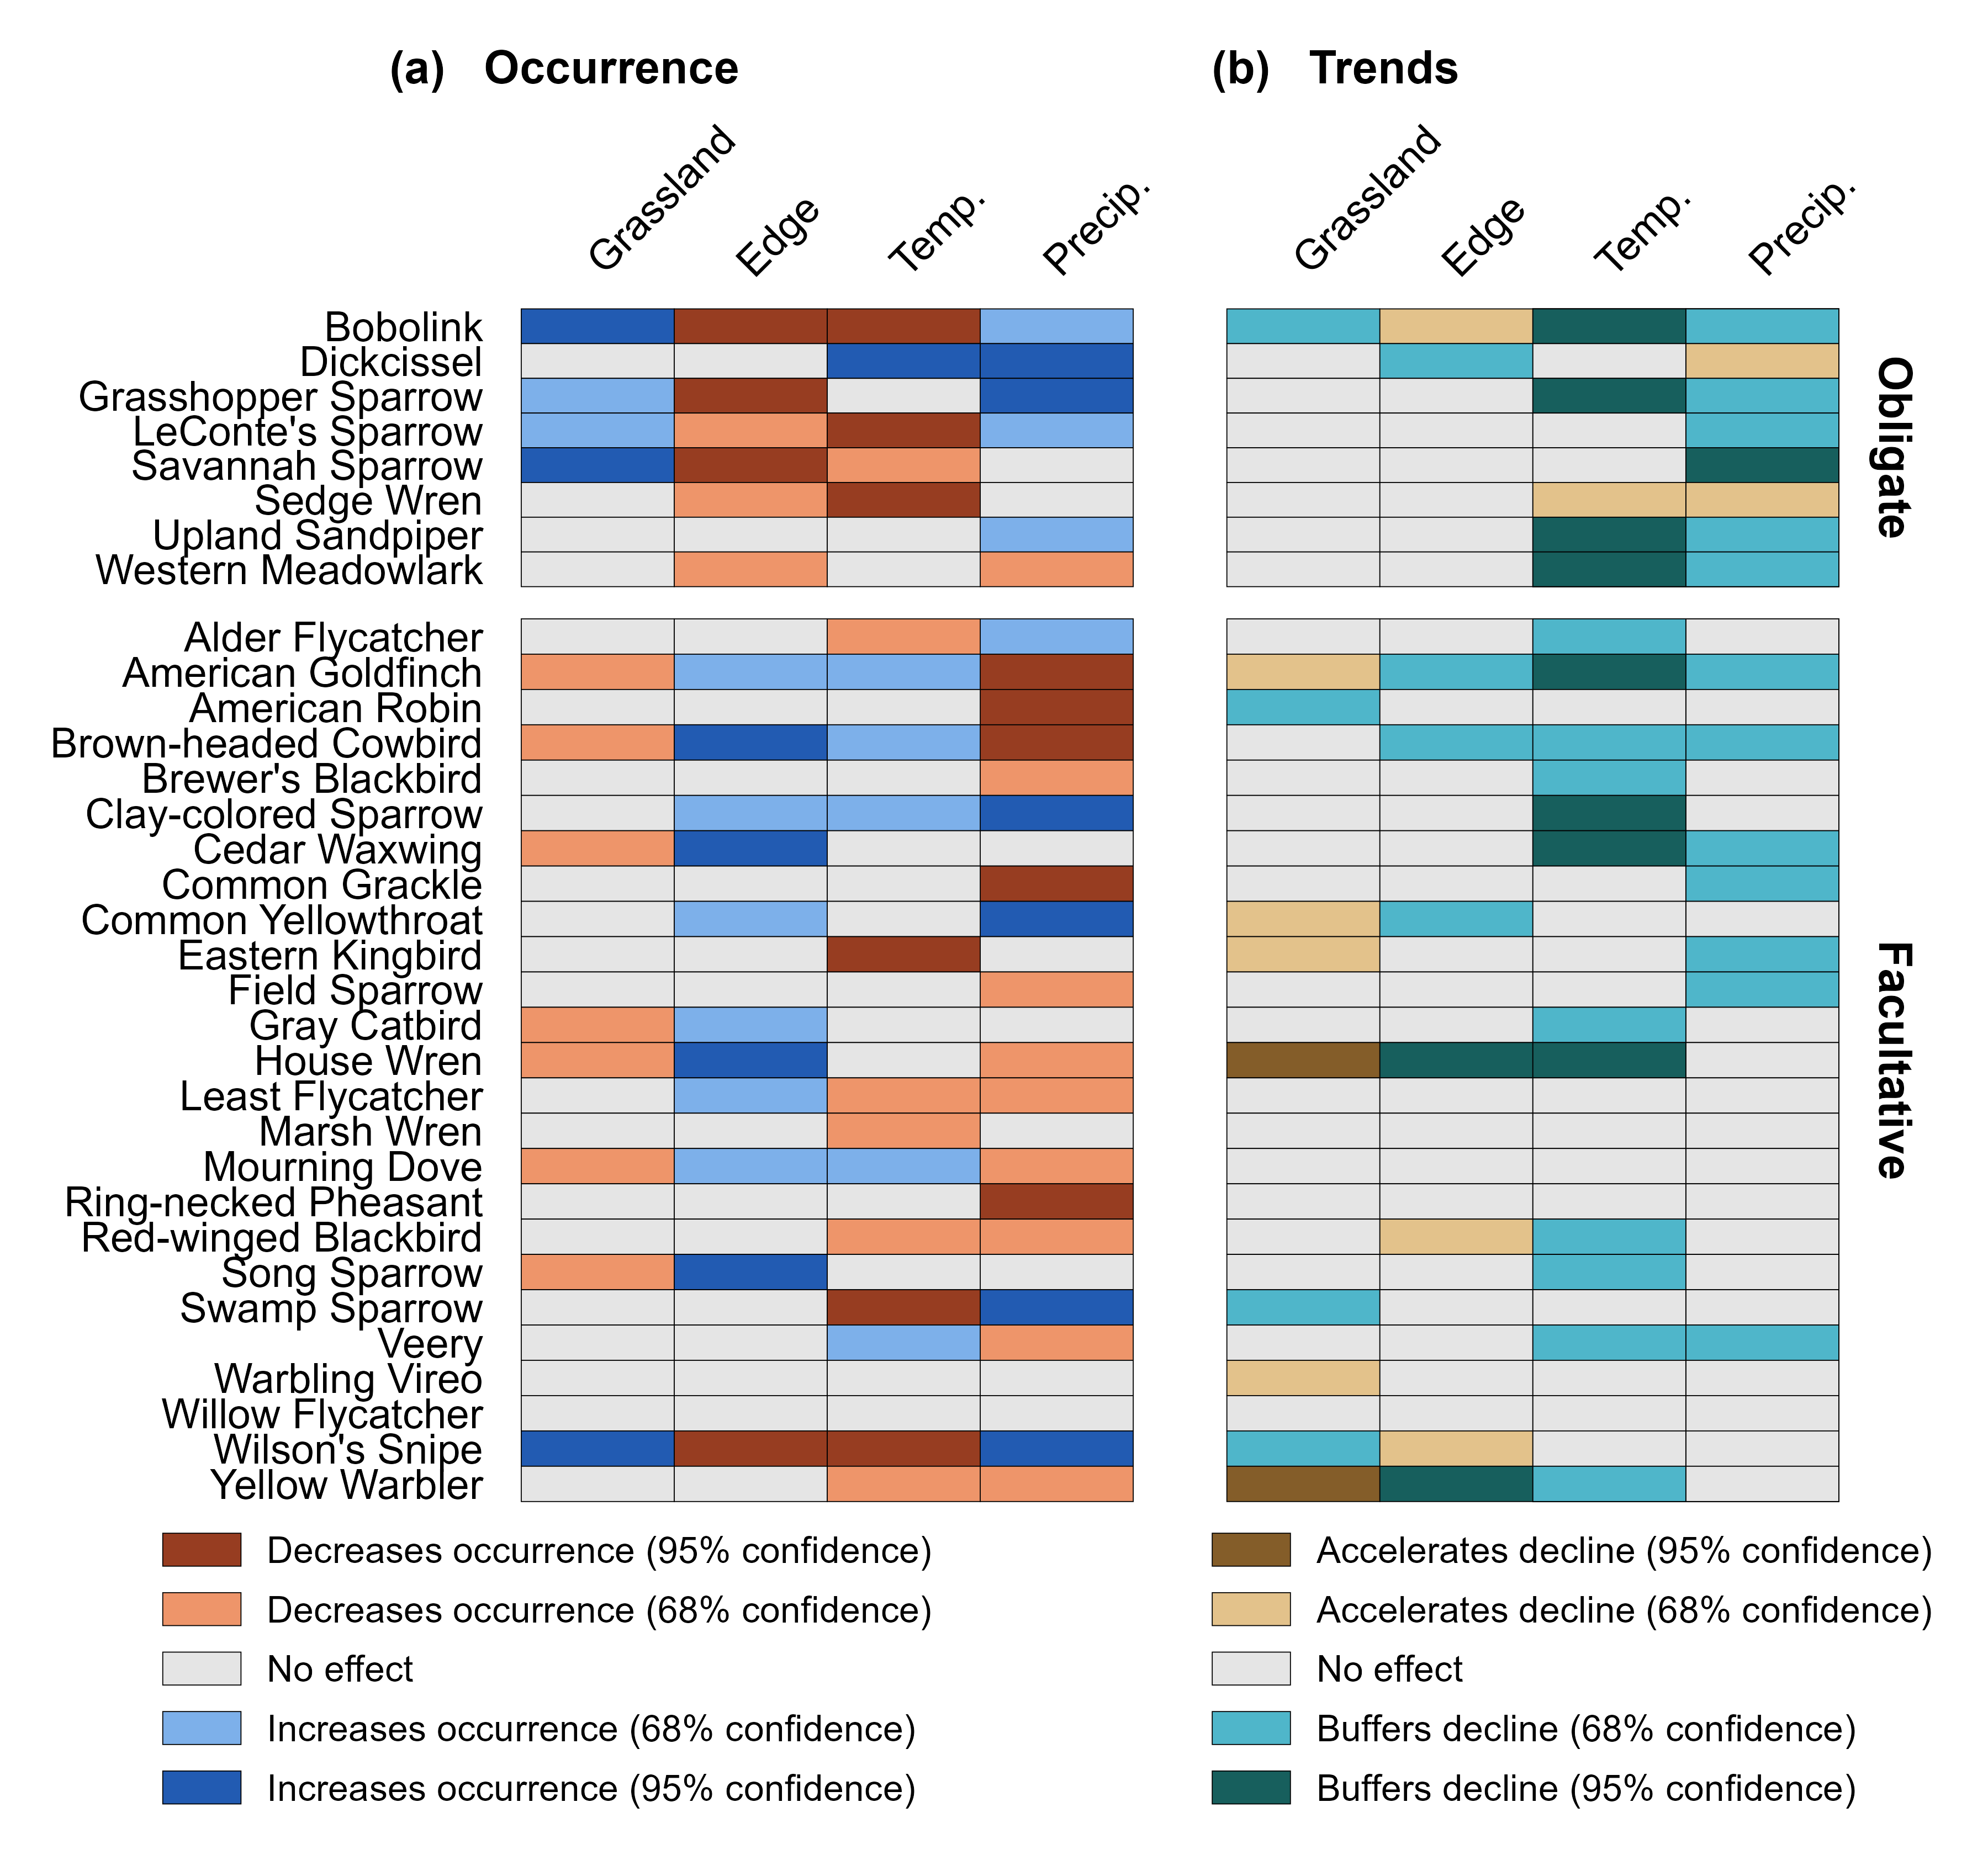 (a) Occurrence
(b) Trends
Grassland
Edge
Temp.
Precip.
Grassland
Edge
Temp.
Precip.
Bobolink
Dickcissel
Grasshopper Sparrow
LeConte's Sparrow
Savannah Sparrow
Sedge Wren
Upland Sandpiper
Western Meadowlark
Obligate
Alder Flycatcher
American Goldfinch
American Robin
Brown-headed Cowbird
Brewer's Blackbird
Clay-colored Sparrow
Cedar Waxwing
Common Grackle
Common Yellowthroat
Eastern Kingbird
Field Sparrow
Gray Catbird
House Wren
Least Flycatcher
Marsh Wren
Mourning Dove
Ring-necked Pheasant
Red-winged Blackbird
Song Sparrow
Swamp Sparrow
Veery
Warbling Vireo
Willow Flycatcher
Wilson's Snipe
Yellow Warbler
Facultative
Decreases occurrence (95% confidence)
Decreases occurrence (68% confidence)
No effect
Increases occurrence (68% confidence)
Increases occurrence (95% confidence)
Accelerates decline (95% confidence)
Accelerates decline (68% confidence)
No effect
Buffers decline (68% confidence)
Buffers decline (95% confidence)